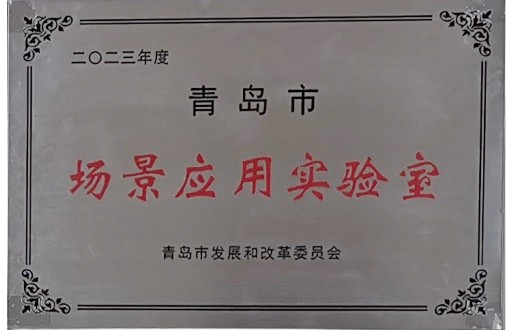 二〇二三年度
青岛市
场景应用实验室
青岛市发展和改革委员会